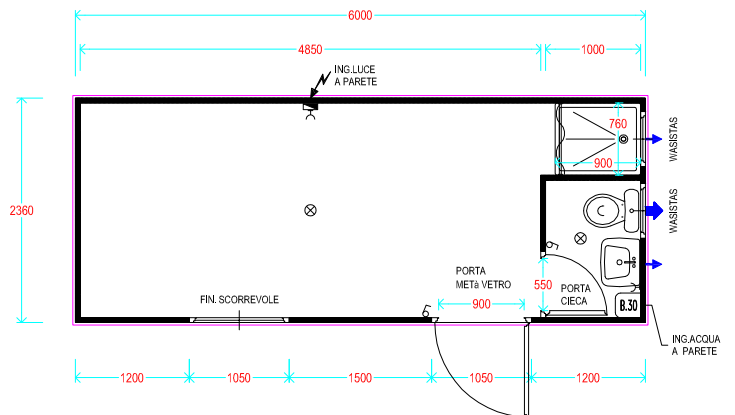 6000
4850
1000
ING.LUCE
A PARETE
760
900
WASISTAS
2360
WASISTAS
PORTA
METà VETRO
550
PORTA
CIECA
FIN. SCORREVOLE
900
B.30
ING.ACQUA
A PARETE
1200
1050
1500
1050
1200